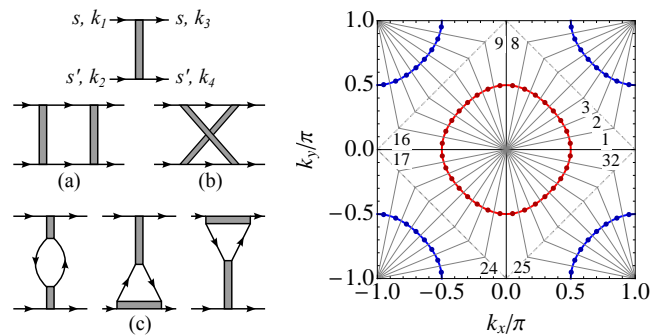 s, k1 s, k3
s', k2 s', k4
(a) (b)
(c)
1.0
0.5
0.0
−0.5
−1.0
ky/π
9 8
3
2
16 1
17 32
24 25
−1.0 −0.5 0.0 0.5 1.0
kx/π